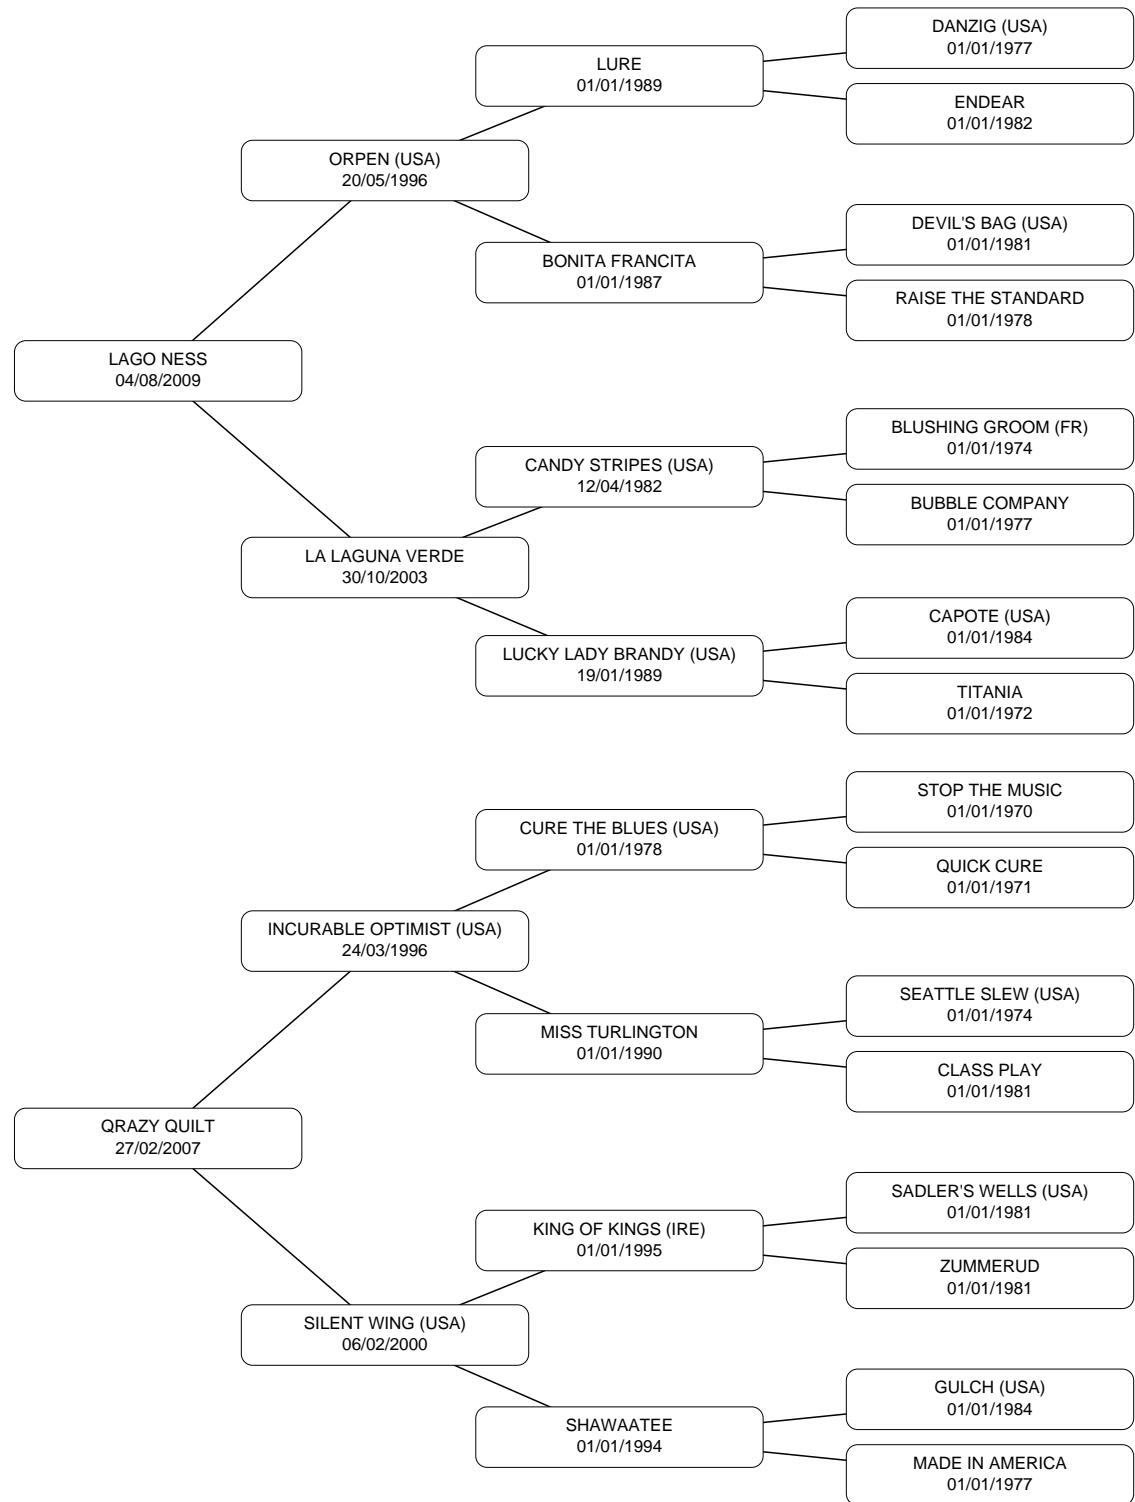 DANZIG (USA)
01/01/1977
LURE
01/01/1989
ENDEAR
01/01/1982
ORPEN (USA)
20/05/1996
DEVIL'S BAG (USA)
01/01/1981
BONITA FRANCITA
01/01/1987
RAISE THE STANDARD
01/01/1978
LAGO NESS
04/08/2009
BLUSHING GROOM (FR)
01/01/1974
CANDY STRIPES (USA)
12/04/1982
BUBBLE COMPANY
01/01/1977
LA LAGUNA VERDE
30/10/2003
CAPOTE (USA)
01/01/1984
LUCKY LADY BRANDY (USA)
19/01/1989
TITANIA
01/01/1972
STOP THE MUSIC
01/01/1970
CURE THE BLUES (USA)
01/01/1978
QUICK CURE
01/01/1971
INCURABLE OPTIMIST (USA)
24/03/1996
SEATTLE SLEW (USA)
01/01/1974
MISS TURLINGTON
01/01/1990
CLASS PLAY
01/01/1981
QRAZY QUILT
27/02/2007
SADLER'S WELLS (USA)
01/01/1981
KING OF KINGS (IRE)
01/01/1995
ZUMMERUD
01/01/1981
SILENT WING (USA)
06/02/2000
GULCH (USA)
01/01/1984
SHAWAATEE
01/01/1994
MADE IN AMERICA
01/01/1977